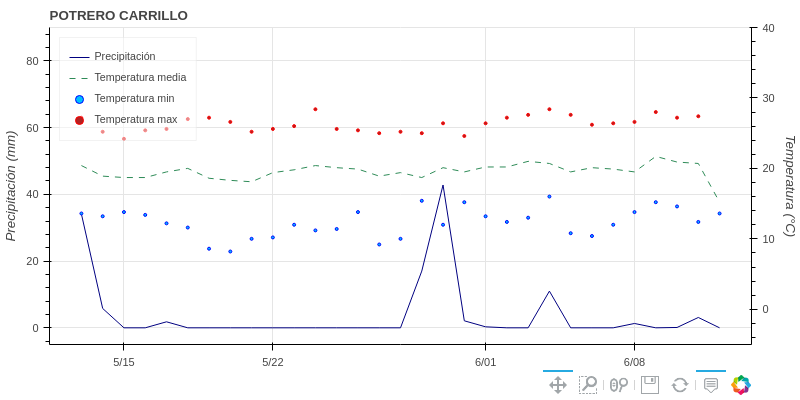 POTRERO CARRILLO
Precipitación
Temperatura media
Temperatura min
Temperatura max
Precipitación (mm)
80
60
40
20
0
Temperatura (°C)
40
30
20
10
0
5/15
5/22
6/01
6/08